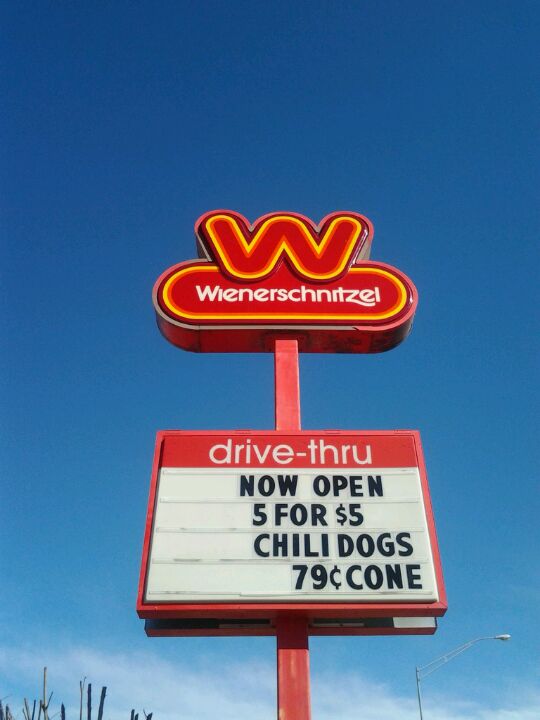 W
Wienerschnitzel
drive-thru
NOW OPEN
5 FOR $5
CHILI DOGS
79¢ CONE